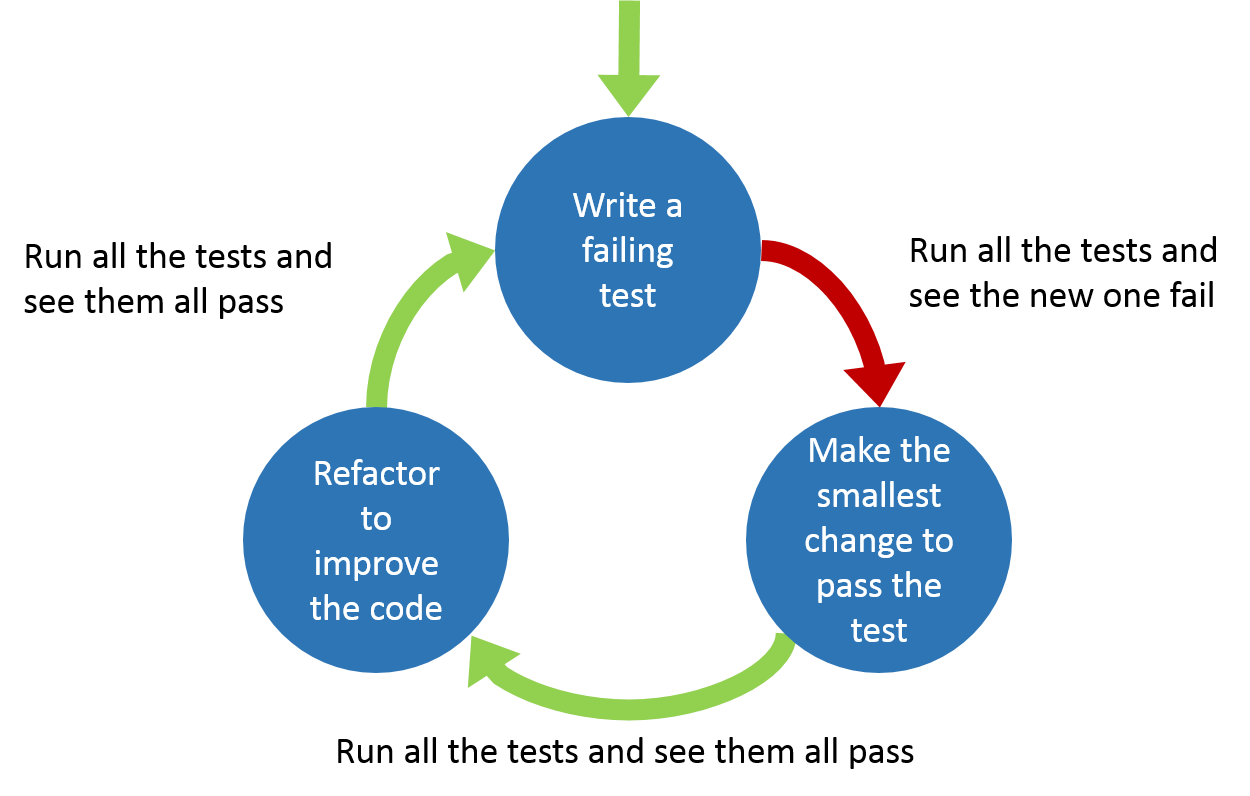 Write a
failing
test
Run all the tests and
see the new one fail
Make the
smallest
change to
pass the
test
Run all the tests and see them all pass
Refactor
to
improve
the code
Run all the tests and
see them all pass